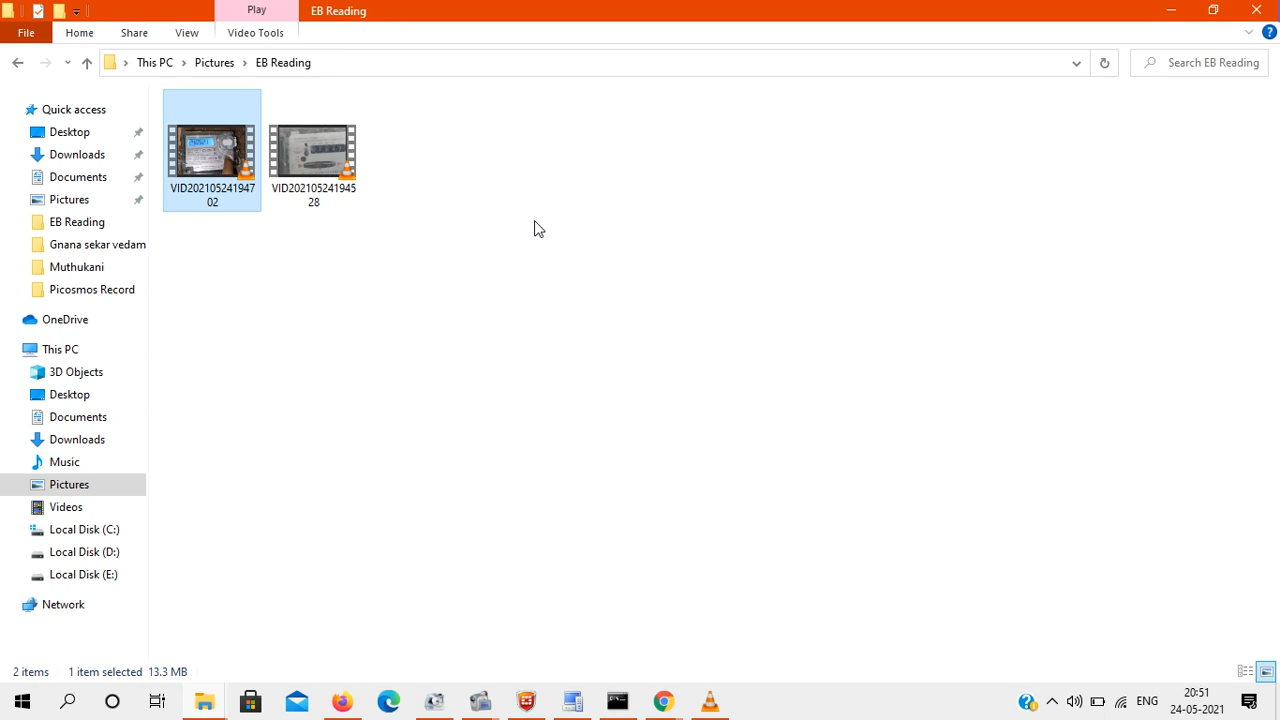 Play
EB Reading
File
Home
Share
View
Video Tools
This PC
Pictures
EB Reading
Search EB Reading
Quick access
Desktop
Downloads
Documents
Pictures
EB Reading
Gnana sekar vedam
Muthukani
Picosmos Record
OneDrive
This PC
3D Objects
Desktop
Documents
Downloads
Music
Pictures
Videos
Local Disk (C:)
Local Disk (D:)
Local Disk (E:)
Network
VID202105241947
02
VID202105241945
28
2 items
1 item selected 13.3 MB
ENG
20:51
24-05-2021